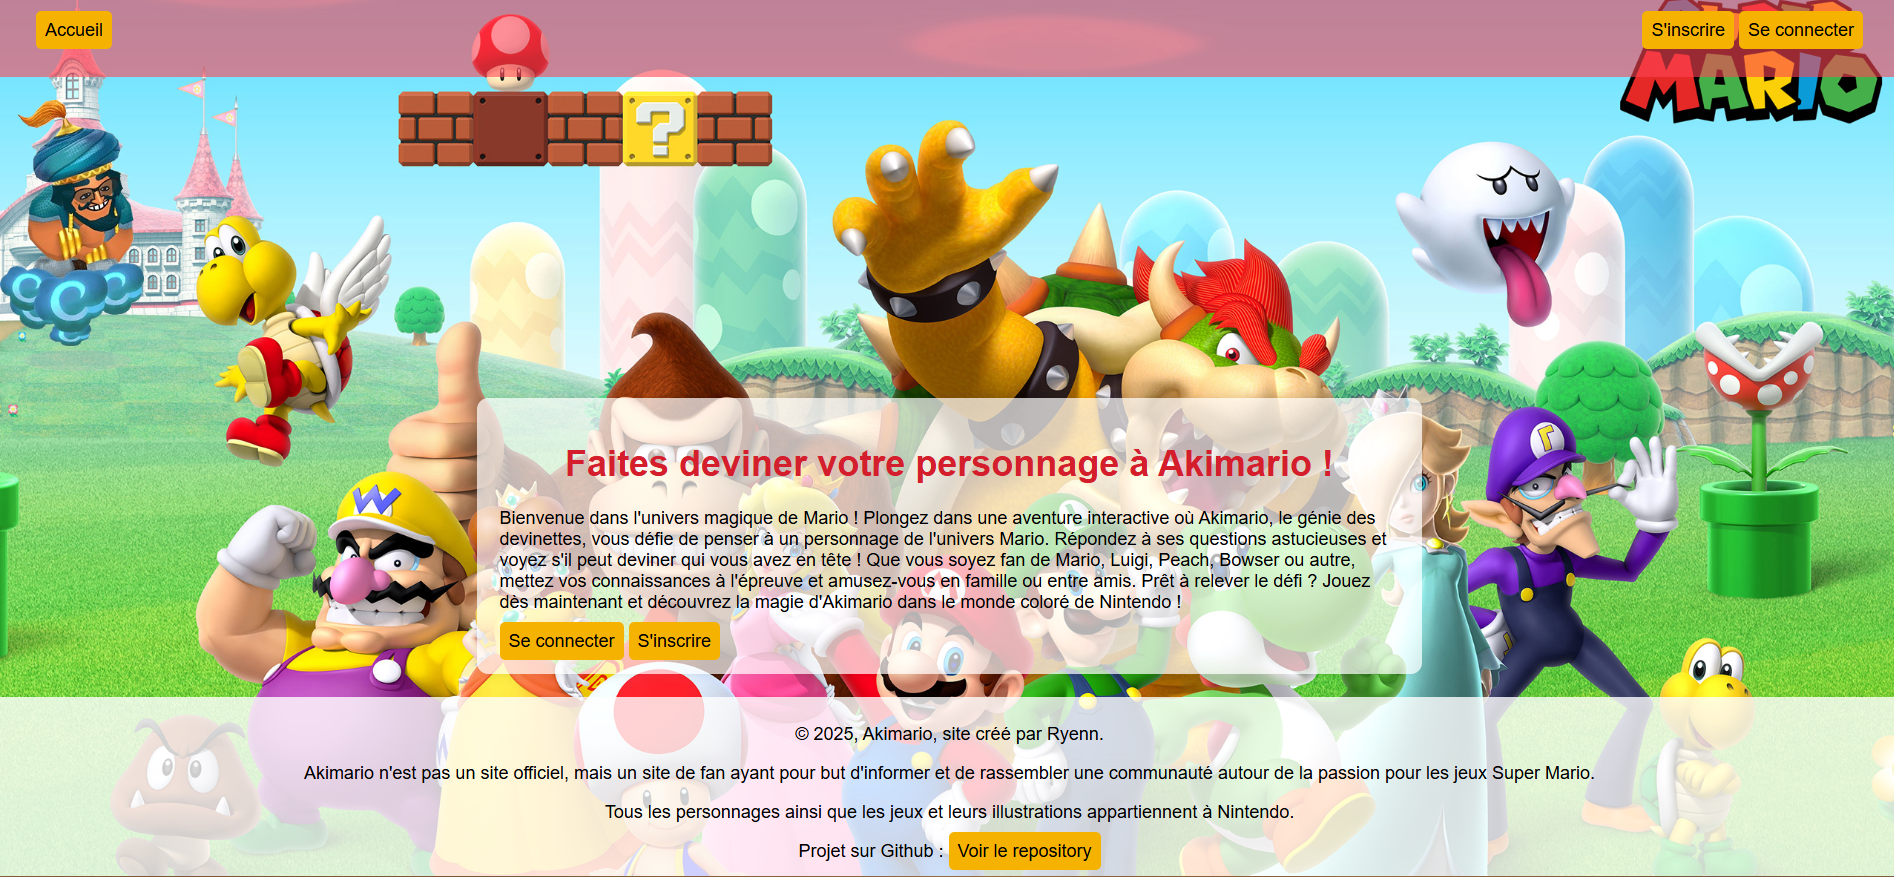 Accueil
S'inscrire
Se connecter
MARIO
?
Faites deviner votre personnage à Akimario !
Bienvenue dans l'univers magique de Mario ! Plongez dans une aventure interactive où Akimario, le génie des
devinettes, vous défie de penser à un personnage de l'univers Mario. Répondez à ses questions astucieuses et
voyez s'il peut deviner qui vous avez en tête ! Que vous soyez fan de Mario, Luigi, Peach, Bowser ou autre,
mettez vos connaissances à l'épreuve et amusez-vous en famille ou entre amis. Prêt à relever le défi ? Jouez
dès maintenant et découvrez la magie d'Akimario dans le monde coloré de Nintendo !
Se connecter
S'inscrire
© 2025, Akimario, site créé par Ryenn.
Akimario n'est pas un site officiel, mais un site de fan ayant pour but d'informer et de rassembler une communauté autour de la passion pour les jeux Super Mario.
Tous les personnages ainsi que les jeux et leurs illustrations appartiennent à Nintendo.
Projet sur Github : Voir le repository